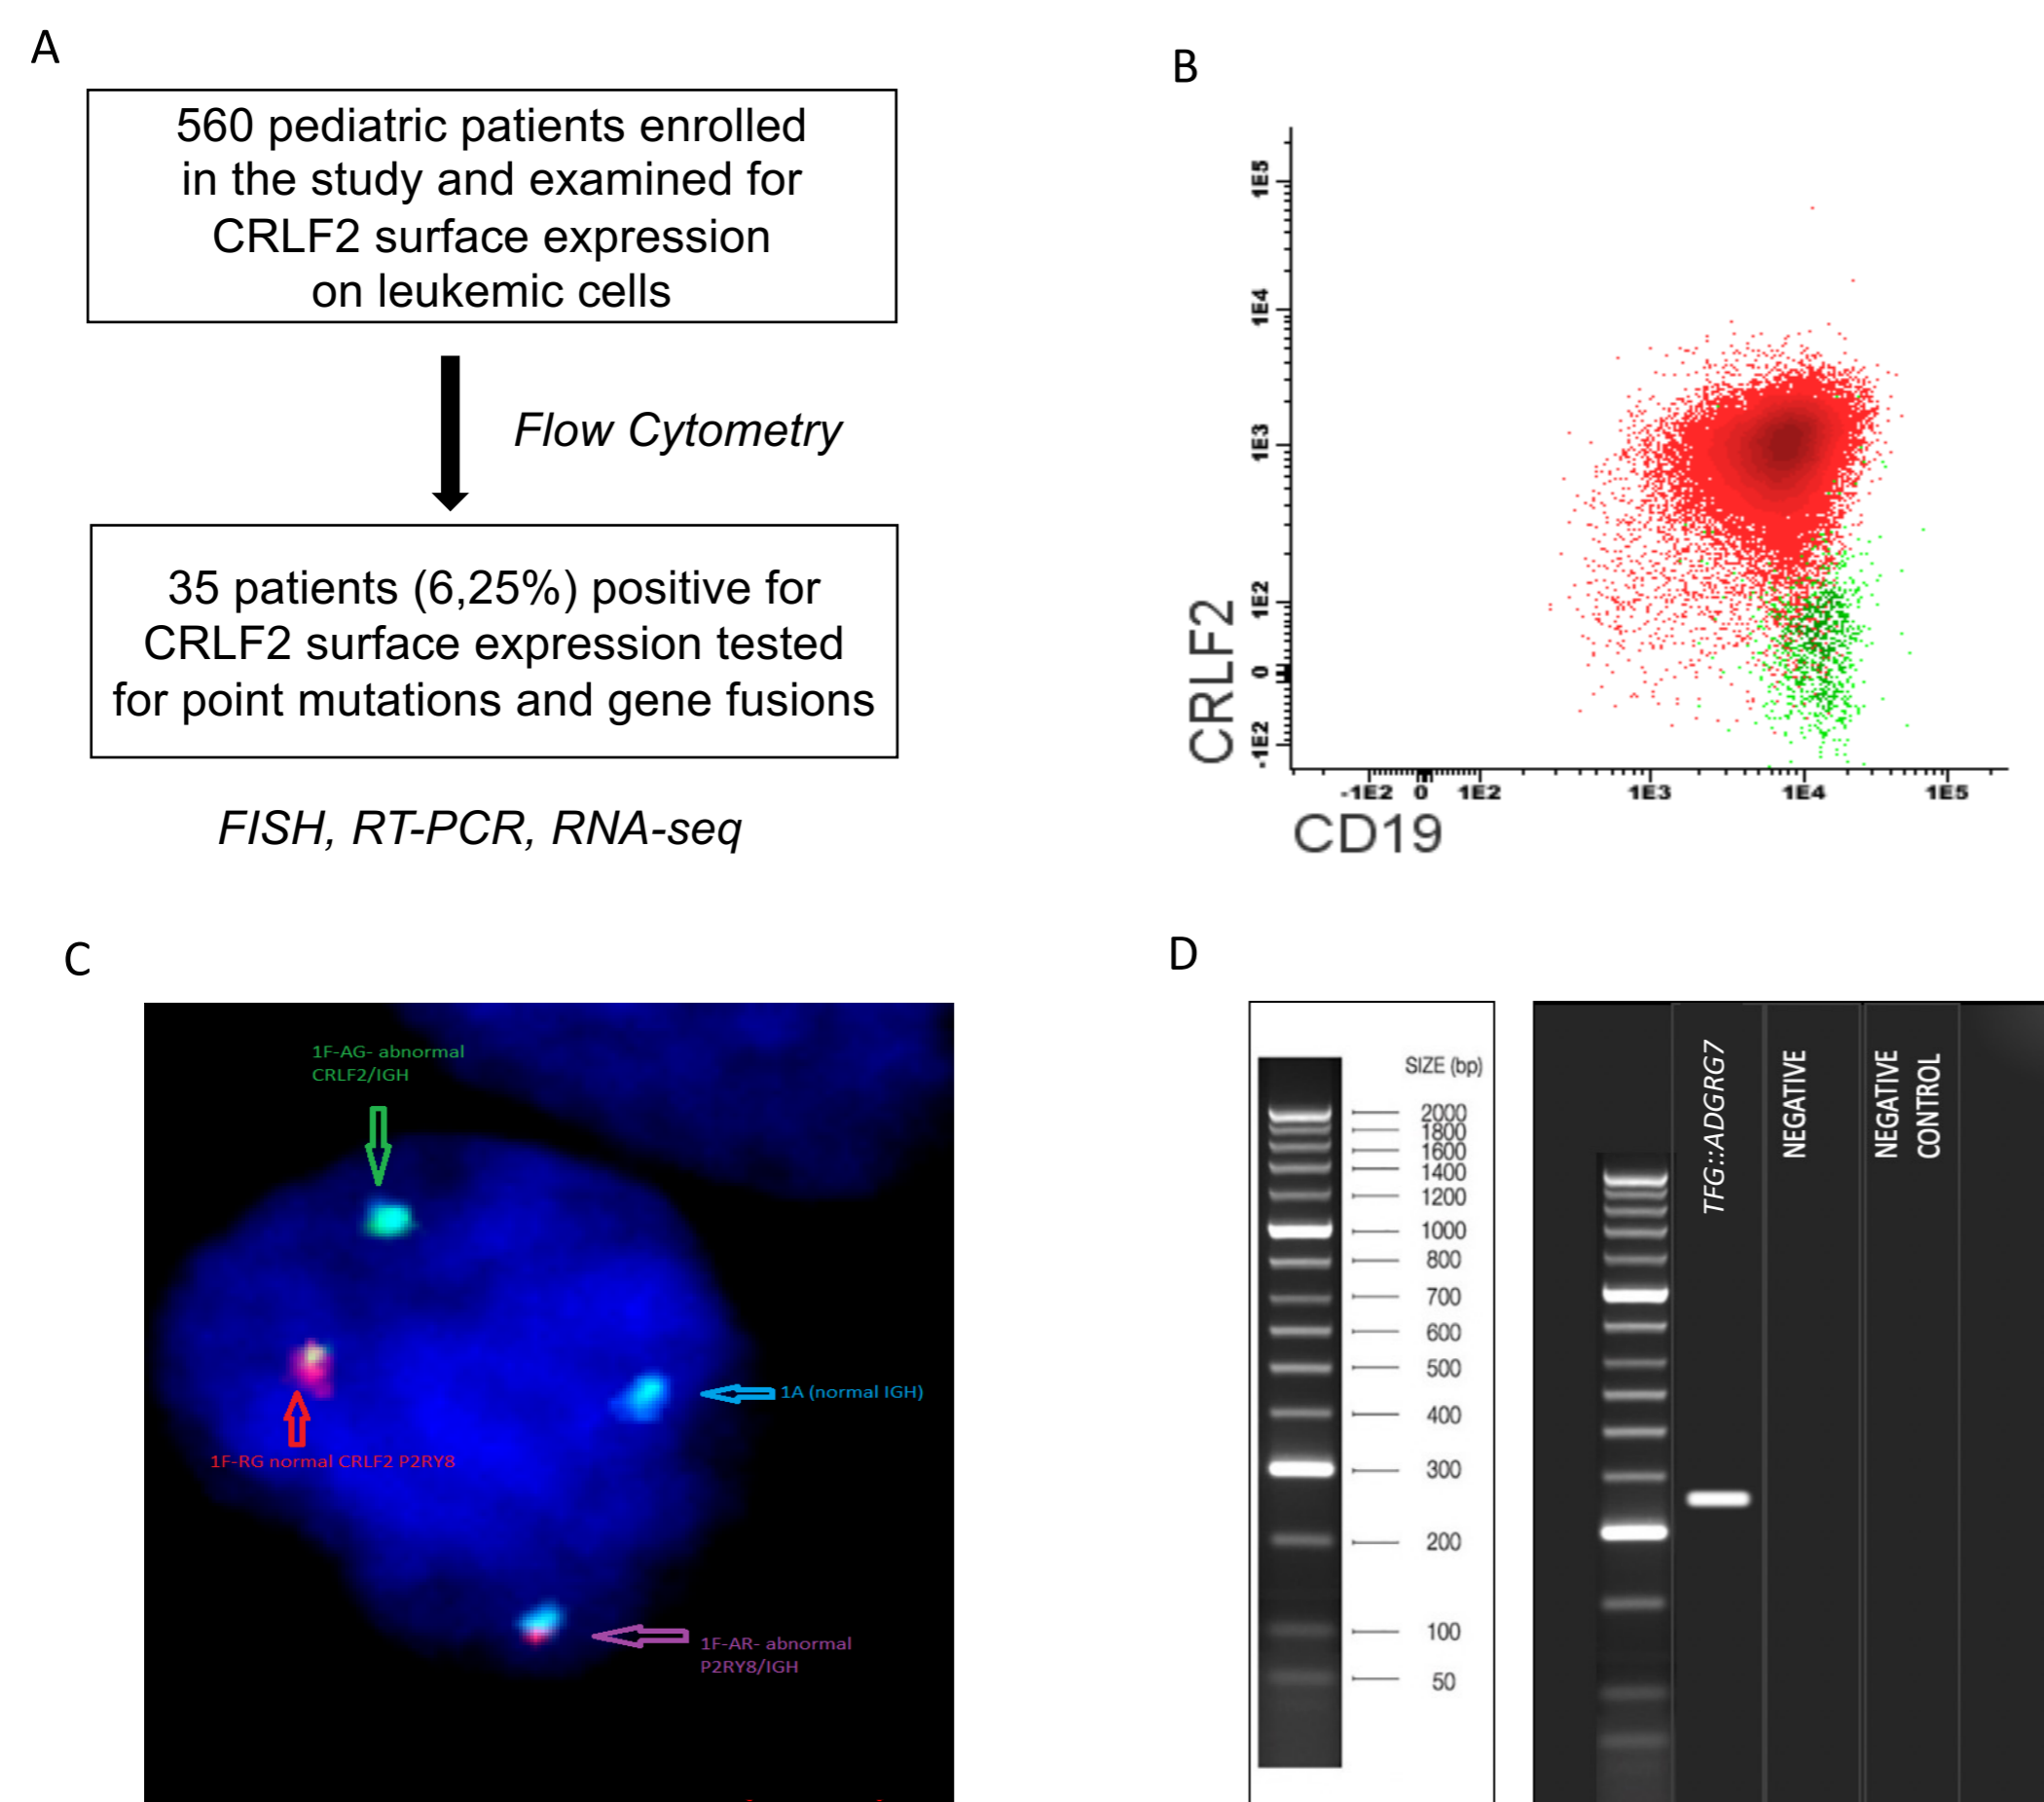 A
560 pediatric patients enrolled
in the study and examined for
CRLF2 surface expression
on leukemic cells
Flow Cytometry
35 patients (6,25%) positive for
CRLF2 surface expression tested
for point mutations and gene fusions
FISH, RT-PCR, RNA-seq
B
CRLF2
1E5
1E4
1E3
1E2
0
-1E2
-1E2 0 1E2 1E3 1E4 1E5
CD19
C
1F-AG- abnormal
CRLF2/IGH
1A (normal IGH)
1F-RG normal CRLF2 P2RY8
1F-AR- abnormal
P2RY8/IGH
D
SIZE (bp)
2000
1800
1600
1400
1200
1000
800
700
600
500
400
300
200
100
50
TFG::ADGRG7
NEGATIVE
NEGATIVE
CONTROL